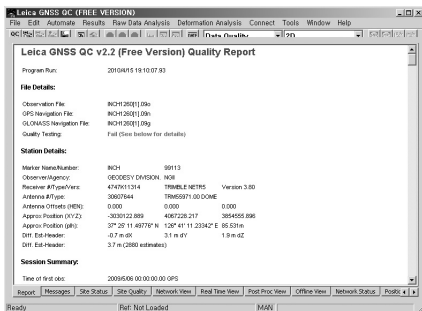 Leica GNSS QC (FREE VERSION)
File Edit Automate Results Raw Data Analysis Deformation Analysis Connect Tools Window Help
QC Data Quality 2D
Leica GNSS QC v2.2 (Free Version) Quality Report
Program Run: 2010/4/15 19:10:07.93
File Details:
Observation File: INCH1260[1].09o
GPS Navigation File: INCH1260[1].09n
GLONASS Navigation File: INCH1260[1].09g
Quality Testing: Fail (See below for details)
Station Details:
Marker Name/Number: INCH 99113
Observer/Agency: GEODESY DIVISION NGII
Receiver #/Type/Vers: 4747K11314 TRIMBLE NETR5 Version 3.80
Antenna #/Type: 30607644 TRM55971.00 DOME
Antenna Offsets (HEN): 0.000 0.000 0.000
Approx Position (XYZ): -3030122.889 4067228.217 3854555.896
Approx Position (plh): 37° 25' 11.49776" N 126° 41' 11.23342" E 85.531m
Diff. Est-Header: -0.7 m dX 3.1 m dY 1.9 m dZ
Diff. Est-Header: 3.7 m (2880 estimates)
Session Summary:
Time of first obs: 2009/5/06 00:00:00.00 GPS
Report Messages Site Status Site Quality Network View Real Time View Post Proc View Offline View Network Status
Ready Ref: Not Loaded MAN